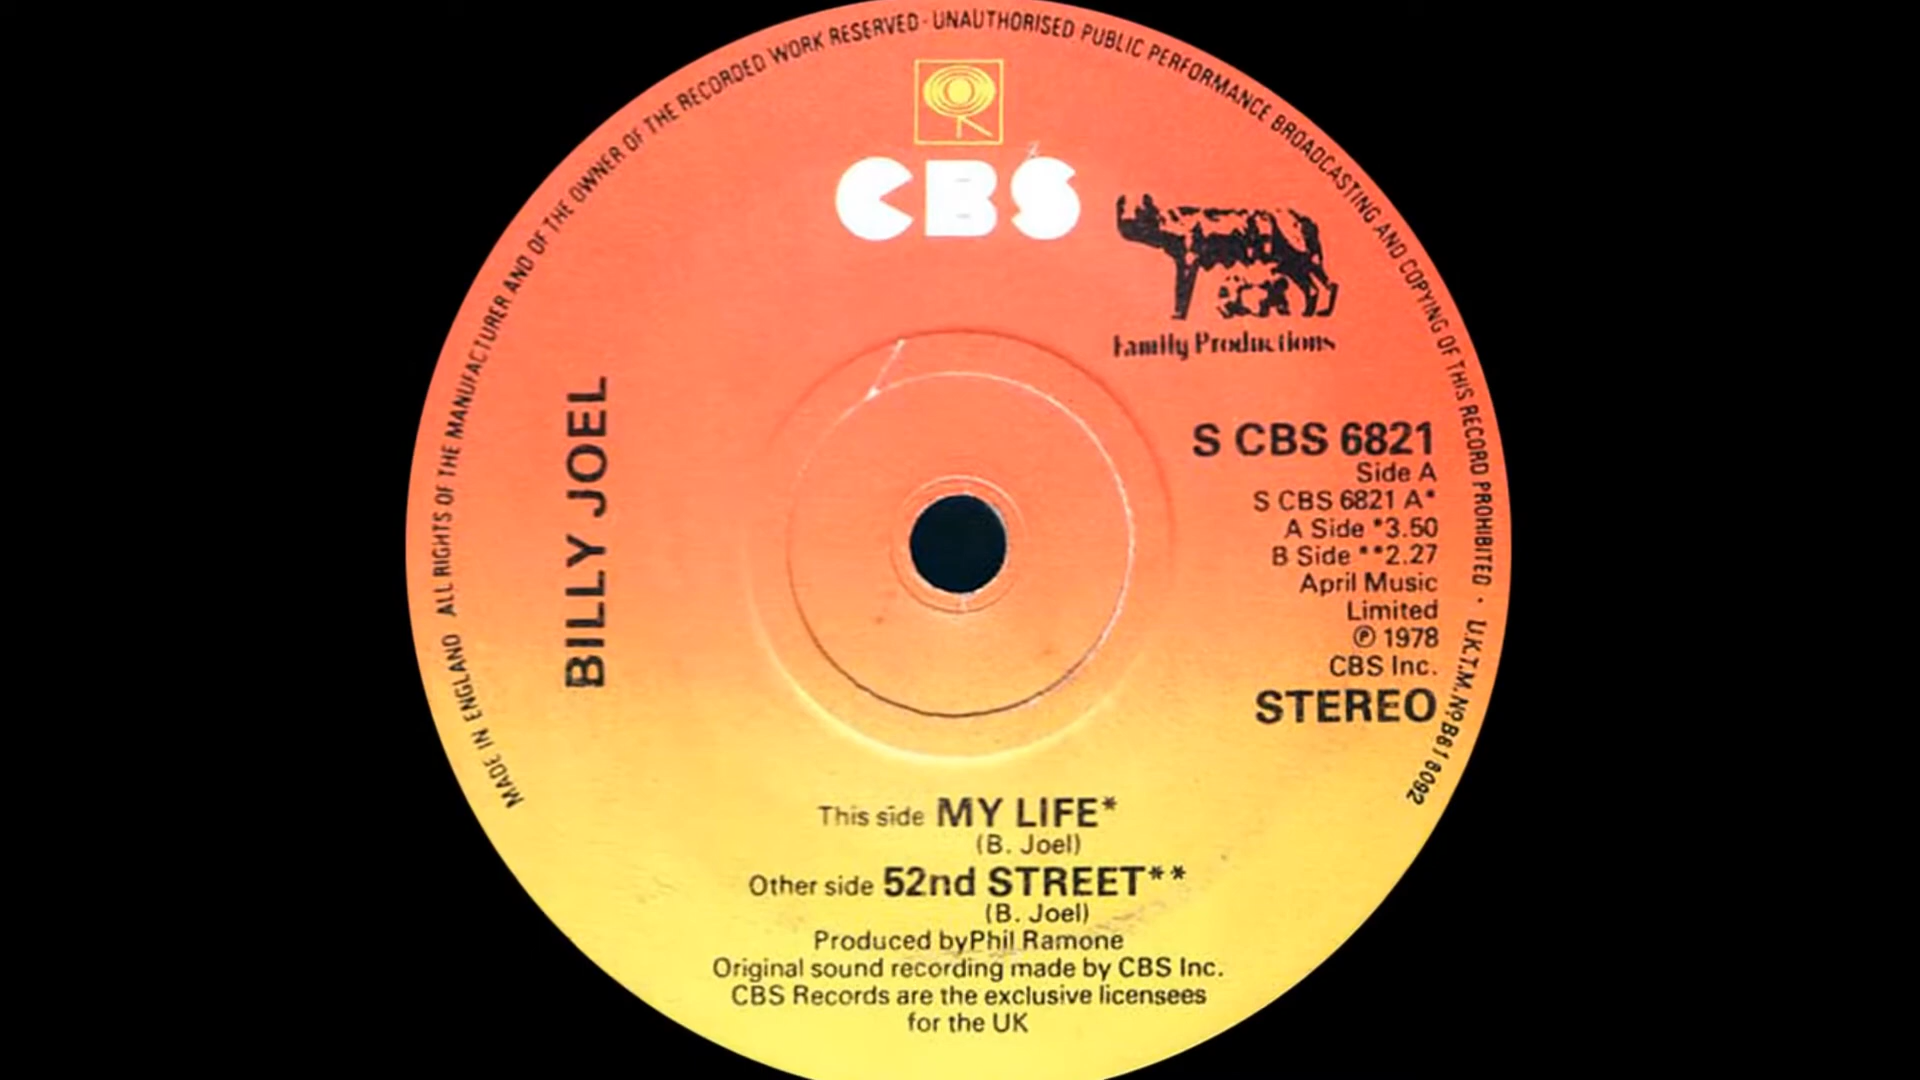 MADE IN ENGLAND ALL RIGHTS OF THE MANUFACTURER AND OF THE OWNER OF THE RECORDED WORK RESERVED · UNAUTHORISED PUBLIC PERFORMANCE BROADCASTING AND COPYING OF THIS RECORD PROHIBITED · U.K.T.M. No B618092
CBS
Family Productions
BILLY JOEL
S CBS 6821
Side A
S CBS 6821 A*
A Side *3.50
B Side **2.27
April Music
Limited
℗ 1978
CBS Inc.
STEREO
This side MY LIFE*
(B. Joel)
Other side 52nd STREET**
(B. Joel)
Produced byPhil Ramone
Original sound recording made by CBS Inc.
CBS Records are the exclusive licensees
for the UK